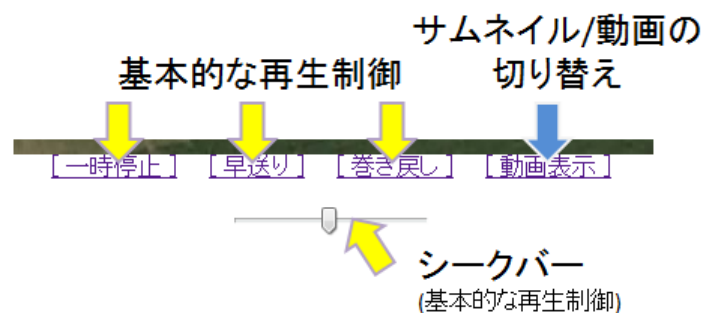 サムネイル/動画の
切り替え
基本的な再生制御
[ 一時停止 ] [ 早送り ] [ 巻き戻し ] [ 動画表示 ]
シークバー
(基本的な再生制御)